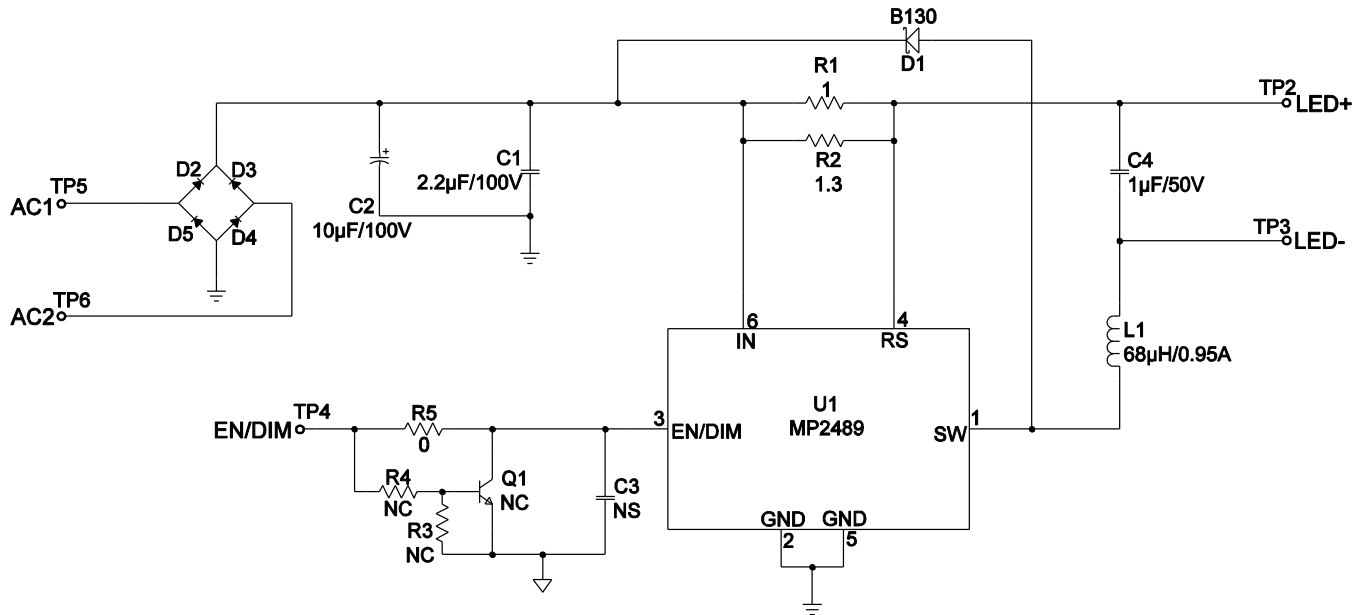 B130
D1
R1
1
R2
1.3
TP2
LED+
C1
2.2µF/100V
C2
10µF/100V
C4
1µF/50V
TP3
LED-
D2
D3
D5
D4
TP5
AC1
TP6
AC2
+
6
IN
4
RS
L1
68µH/0.95A
U1
MP2489
3
EN/DIM
1
SW
GND
GND
2
5
TP4
EN/DIM
R5
0
R4
NC
R3
NC
Q1
NC
C3
NS